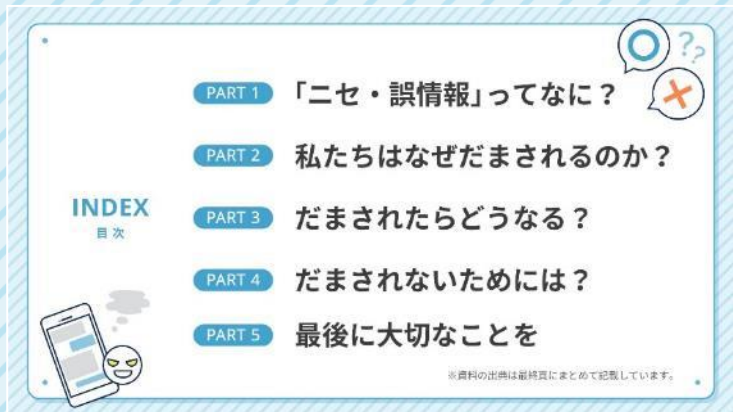 PART 1 「ニセ・誤情報」ってなに？
PART 2 私たちはなぜだまされるのか？
INDEX
目次
PART 3 だまされたらどうなる？
PART 4 だまされないためには？
PART 5 最後に大切なことを
※資料の出典は最終頁にまとめて記載しています。
??